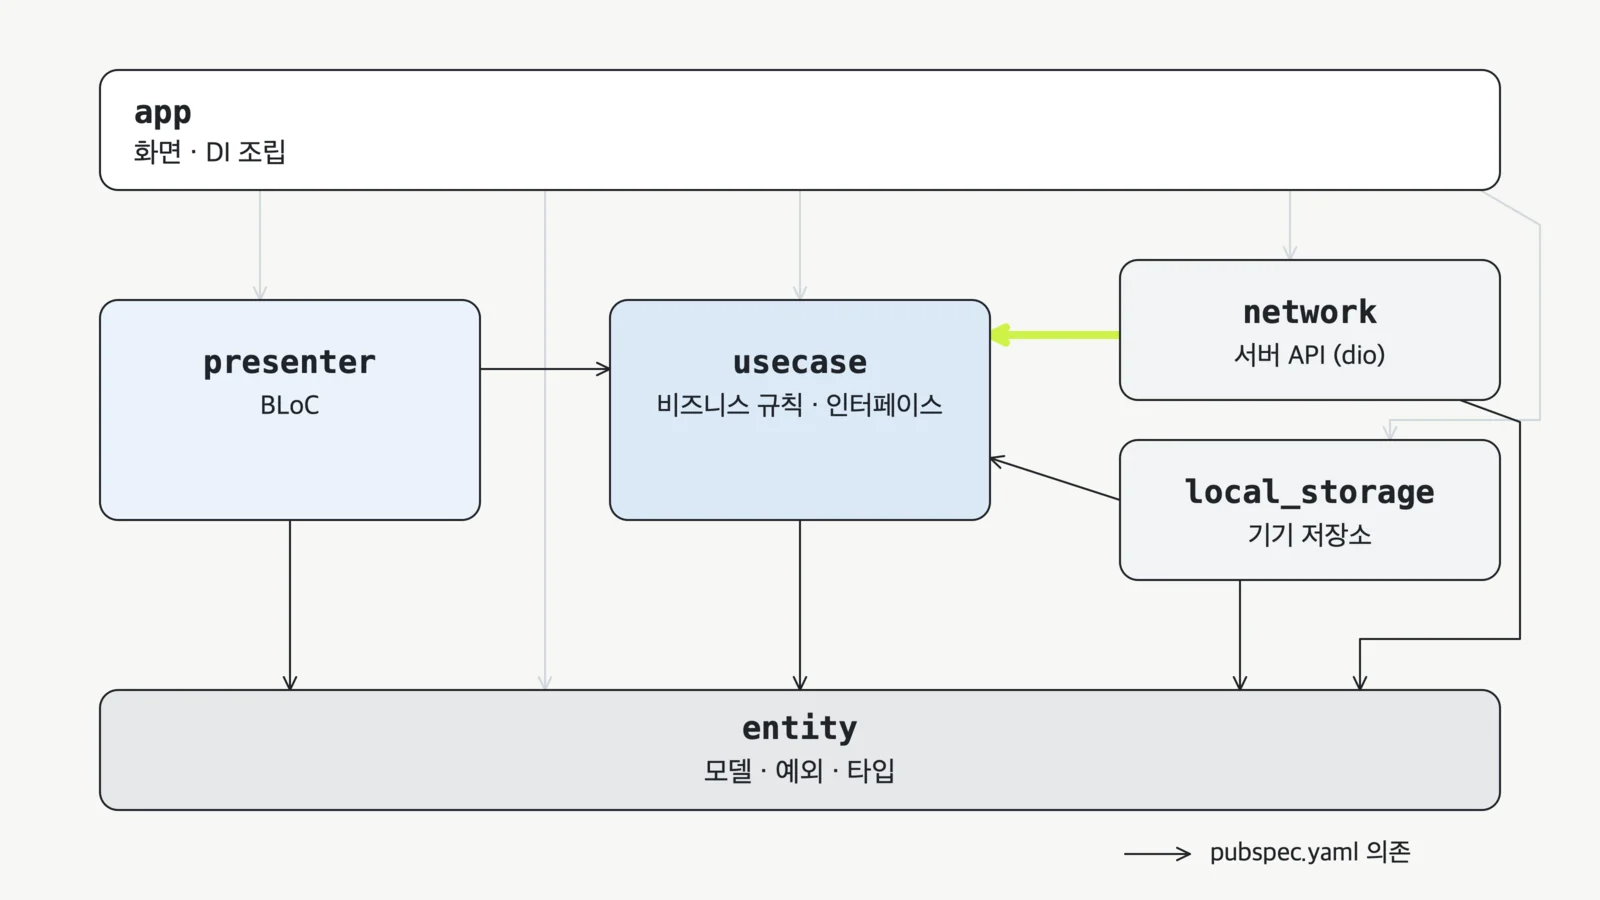 app
화면 · DI 조립
presenter
BLoC
usecase
비즈니스 규칙 · 인터페이스
network
서버 API (dio)
local_storage
기기 저장소
entity
모델 · 예외 · 타입
pubspec.yaml 의존